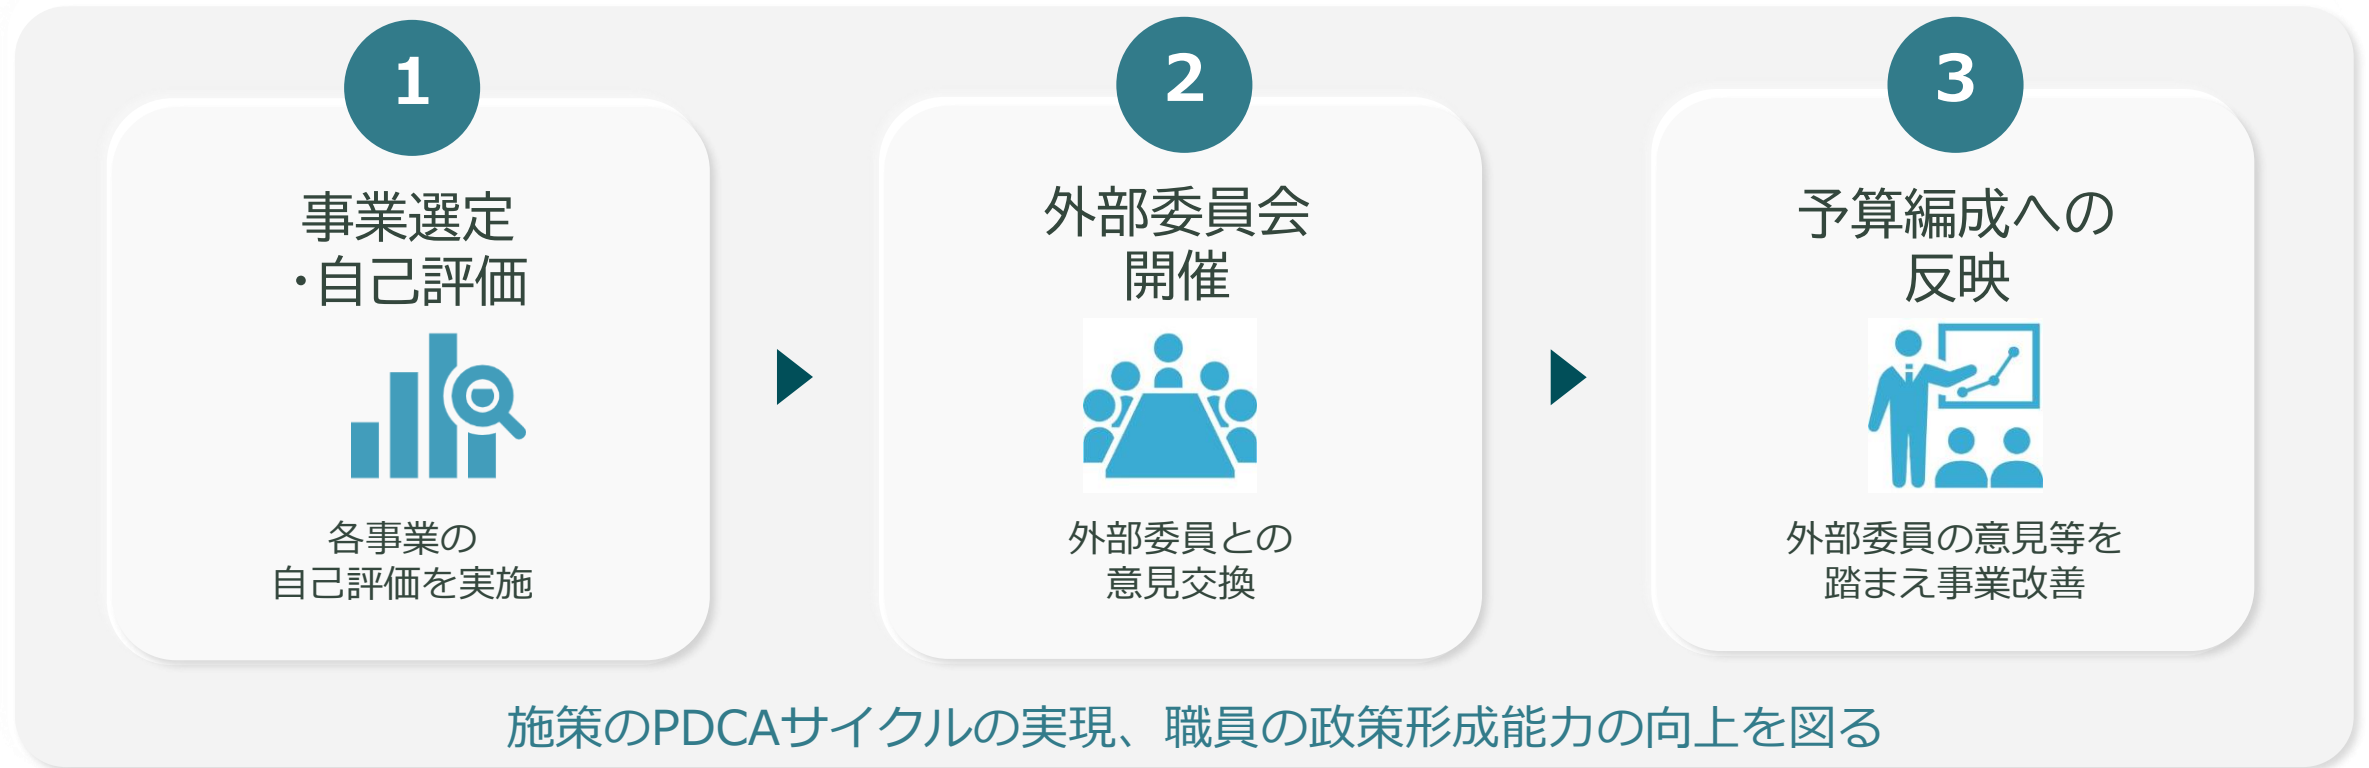 1
事業選定
・自己評価
各事業の
自己評価を実施
2
外部委員会
開催
外部委員との
意見交換
3
予算編成への
反映
外部委員の意見等を
踏まえ事業改善
施策のPDCAサイクルの実現、職員の政策形成能力の向上を図る